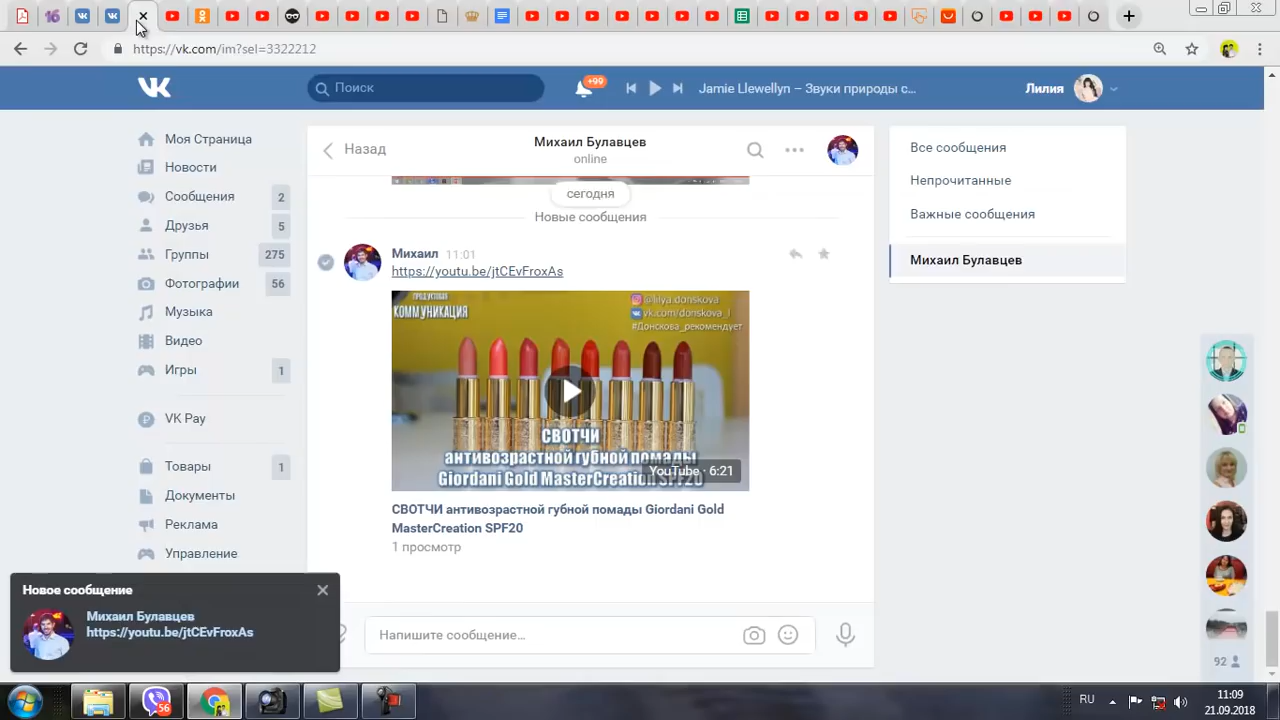 https://vk.com/im?sel=3322212
Поиск
+99
Jamie Llewellyn – Звуки природы с...
Лилия
Моя Страница
Новости
Сообщения 2
Друзья 5
Группы 275
Фотографии 56
Музыка
Видео
Игры 1
VK Pay
Товары 1
Документы
Реклама
Управление
Назад
Михаил Булавцев
online
сегодня
Новые сообщения
Михаил 11:01
https://youtu.be/jtCEvFroxAs
ПРОДУКТОВАЯ
КОММУНИКАЦИЯ
@lilya.donskova
vk.com/donskova_l
#Донскова_рекомендует
СВОТЧИ
антивозрастной губной помады
Giordani Gold MasterCreation SPF20
YouTube · 6:21
СВОТЧИ антивозрастной губной помады Giordani Gold
MasterCreation SPF20
1 просмотр
Напишите сообщение...
Все сообщения
Непрочитанные
Важные сообщения
Михаил Булавцев
92
Новое сообщение
Михаил Булавцев
https://youtu.be/jtCEvFroxAs
56
RU
11:09
21.09.2018